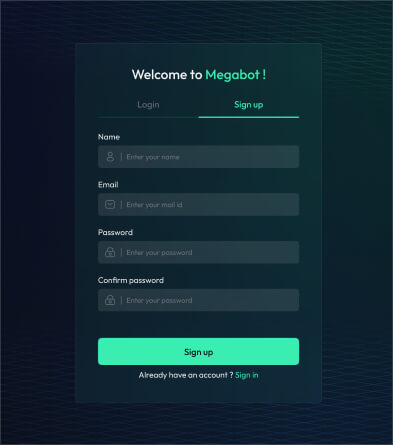 Welcome to Megabot !
Login Sign up
Name
Enter your name
Email
Enter your mail id
Password
Enter your password
Confirm password
Enter your password
Sign up
Already have an account ? Sign in